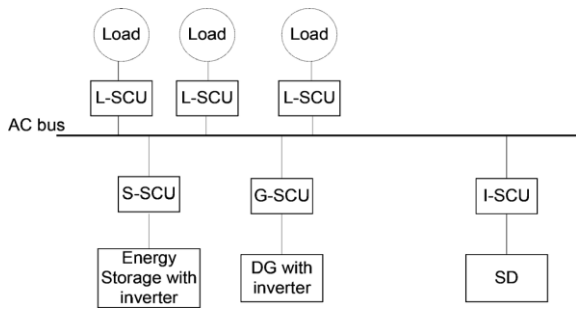 Load
Load
Load
L-SCU
L-SCU
L-SCU
AC bus
S-SCU
G-SCU
I-SCU
Energy
Storage with
inverter
DG with
inverter
SD